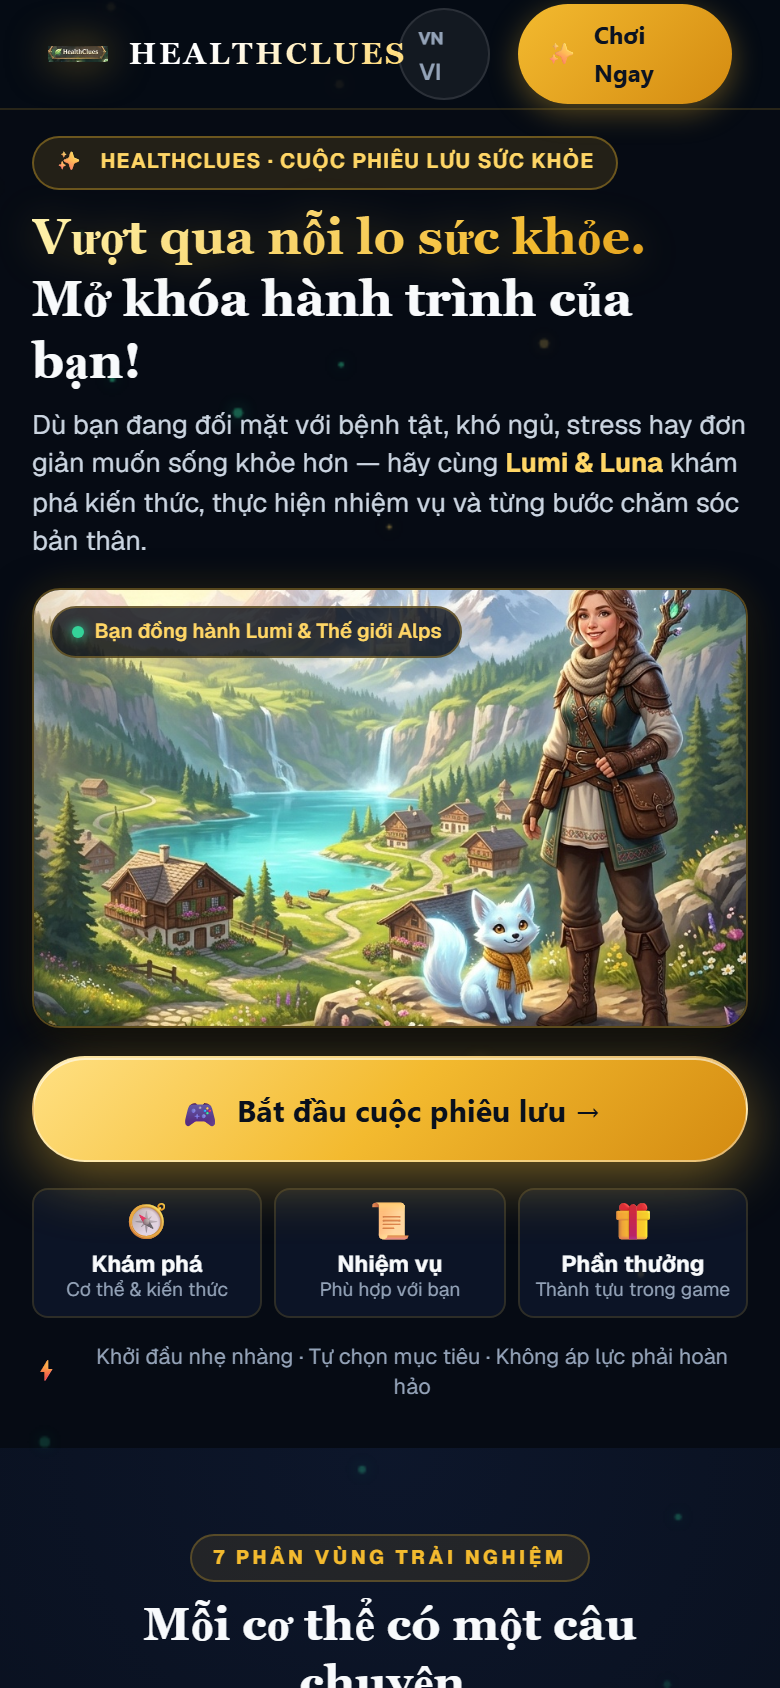 HealthClues
HEALTHCLUES
VN
VI
Chơi
Ngay
HEALTHCLUES · CUỘC PHIÊU LƯU SỨC KHỎE
Vượt qua nỗi lo sức khỏe.
Mở khóa hành trình của
bạn!
Dù bạn đang đối mặt với bệnh tật, khó ngủ, stress hay đơn
giản muốn sống khỏe hơn — hãy cùng Lumi & Luna khám
phá kiến thức, thực hiện nhiệm vụ và từng bước chăm sóc
bản thân.
Bạn đồng hành Lumi & Thế giới Alps
Bắt đầu cuộc phiêu lưu →
Khám phá
Cơ thể & kiến thức
Nhiệm vụ
Phù hợp với bạn
Phần thưởng
Thành tựu trong game
Khởi đầu nhẹ nhàng · Tự chọn mục tiêu · Không áp lực phải hoàn
hảo
7 PHÂN VÙNG TRẢI NGHIỆM
Mỗi cơ thể có một câu
chuyện